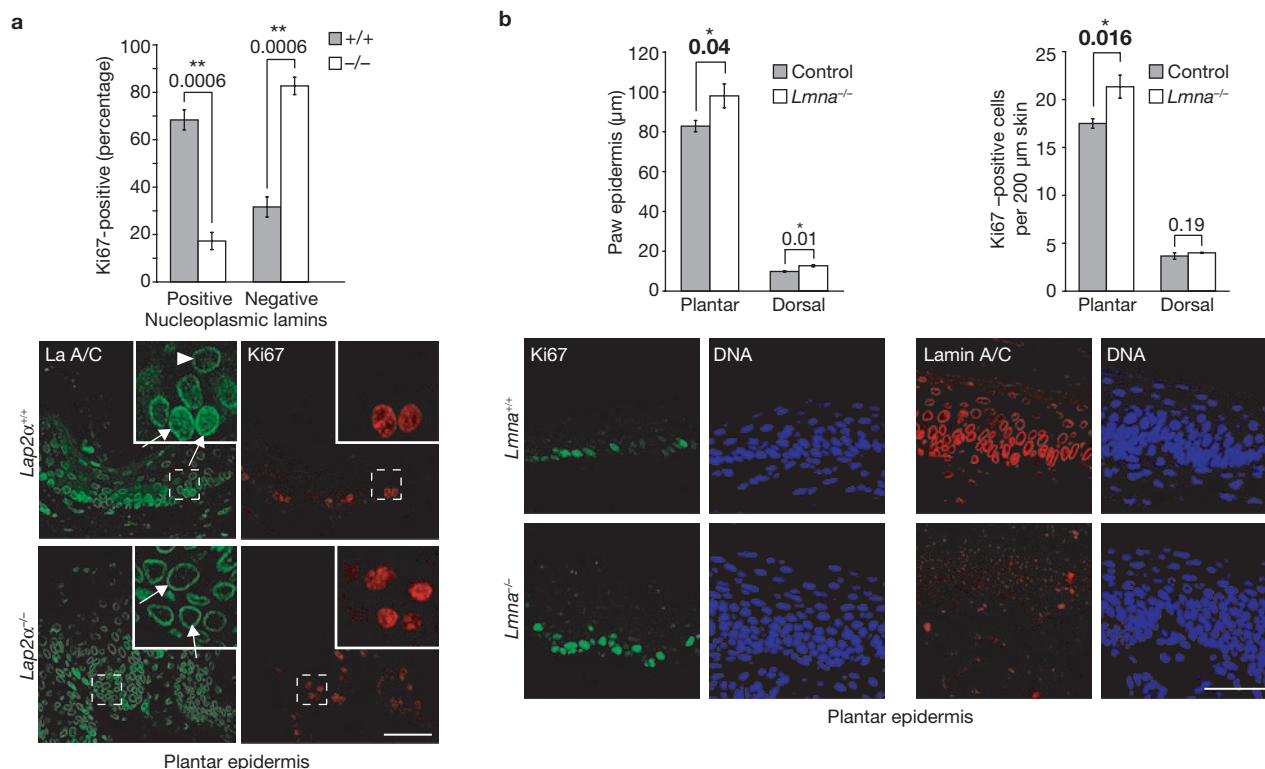 a
**
0.0006
**
0.0006
+/+
–/–
100
80
60
40
20
0
Ki67-positive (percentage)
Positive Negative
Nucleoplasmic lamins
La A/C
Ki67
Lap2α+/+
Lap2α–/–
Plantar epidermis
b
*
0.04
Control
Lmna–/–
120
100
80
60
40
20
0
Paw epidermis (µm)
*
0.01
Plantar Dorsal
*
0.016
Control
Lmna–/–
25
20
15
10
5
0
Ki67 –positive cells
per 200 µm skin
0.19
Plantar Dorsal
Ki67
DNA
Lamin A/C
DNA
Lmna+/+
Lmna–/–
Plantar epidermis